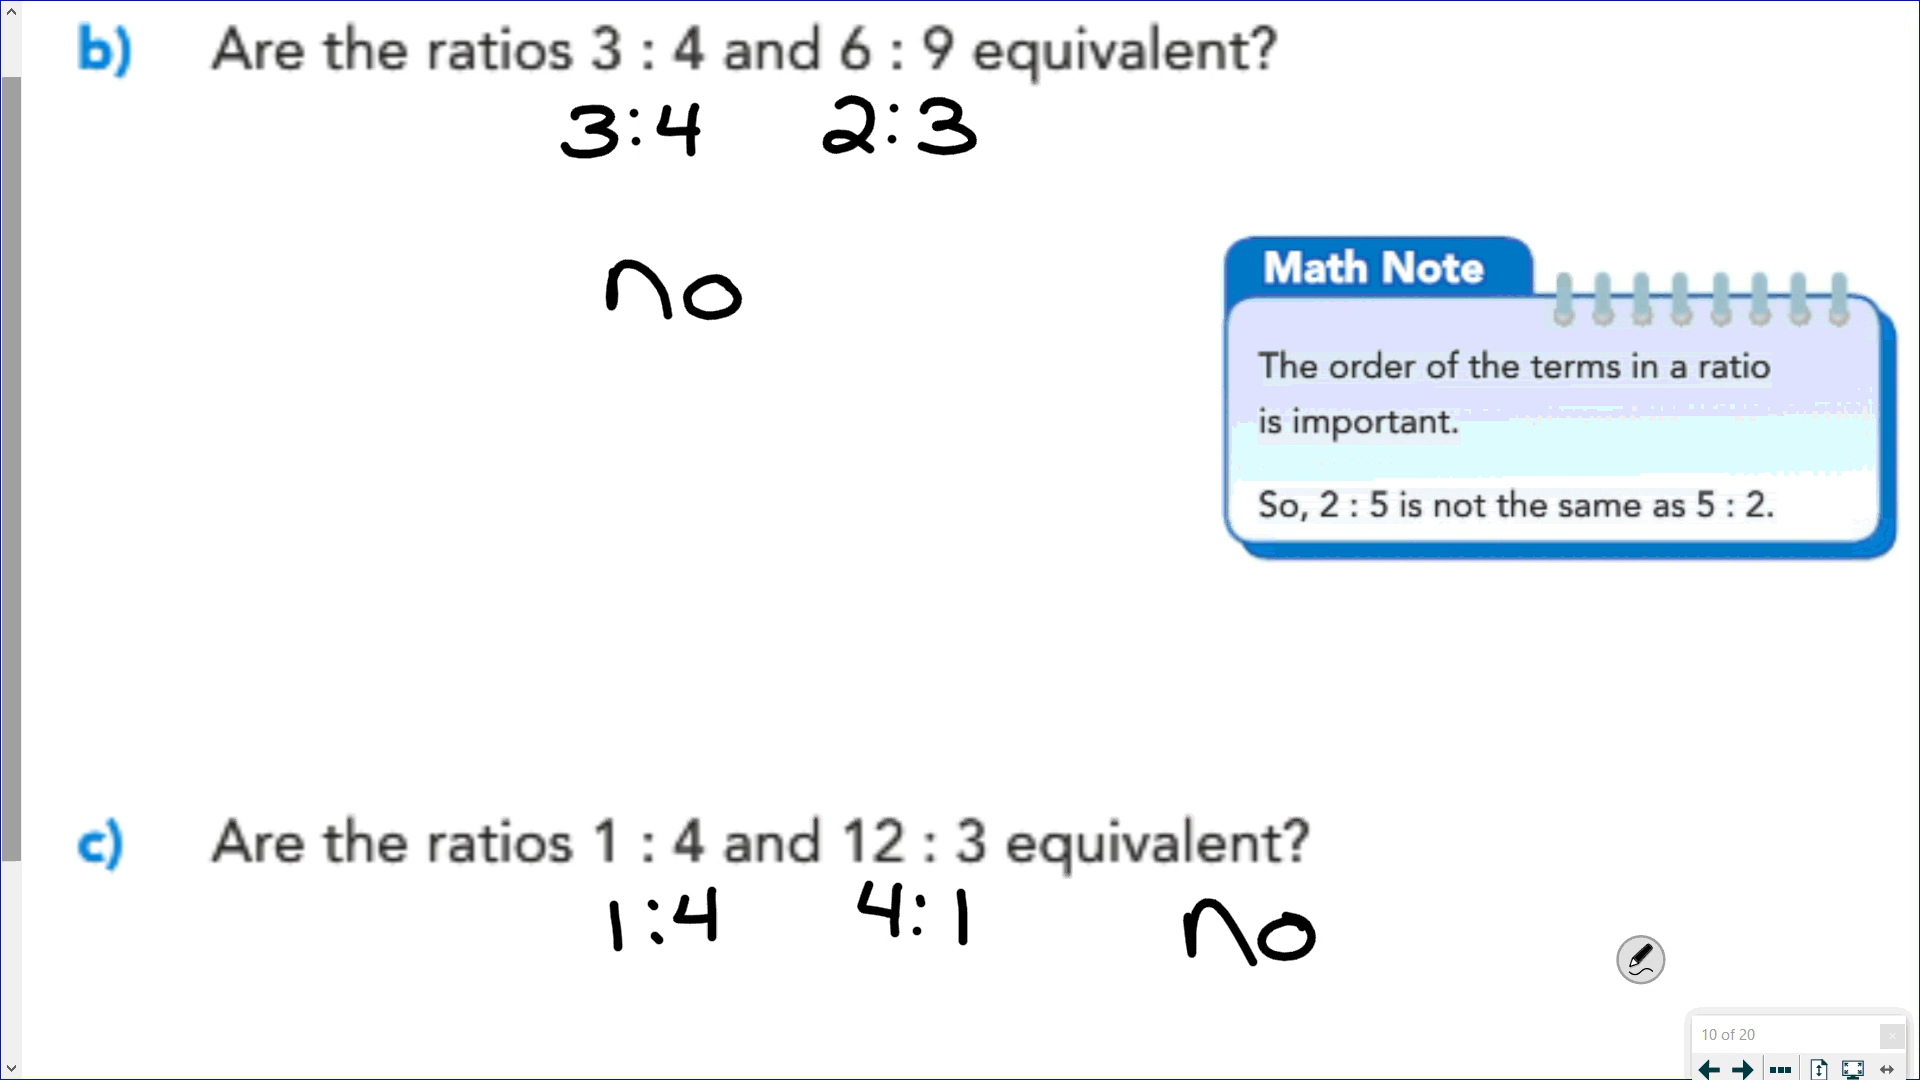 b) Are the ratios 3 : 4 and 6 : 9 equivalent?
3:4 2:3
no
Math Note
The order of the terms in a ratio
is important.
So, 2 : 5 is not the same as 5 : 2.
c) Are the ratios 1 : 4 and 12 : 3 equivalent?
1:4 4:1 no
10 of 20